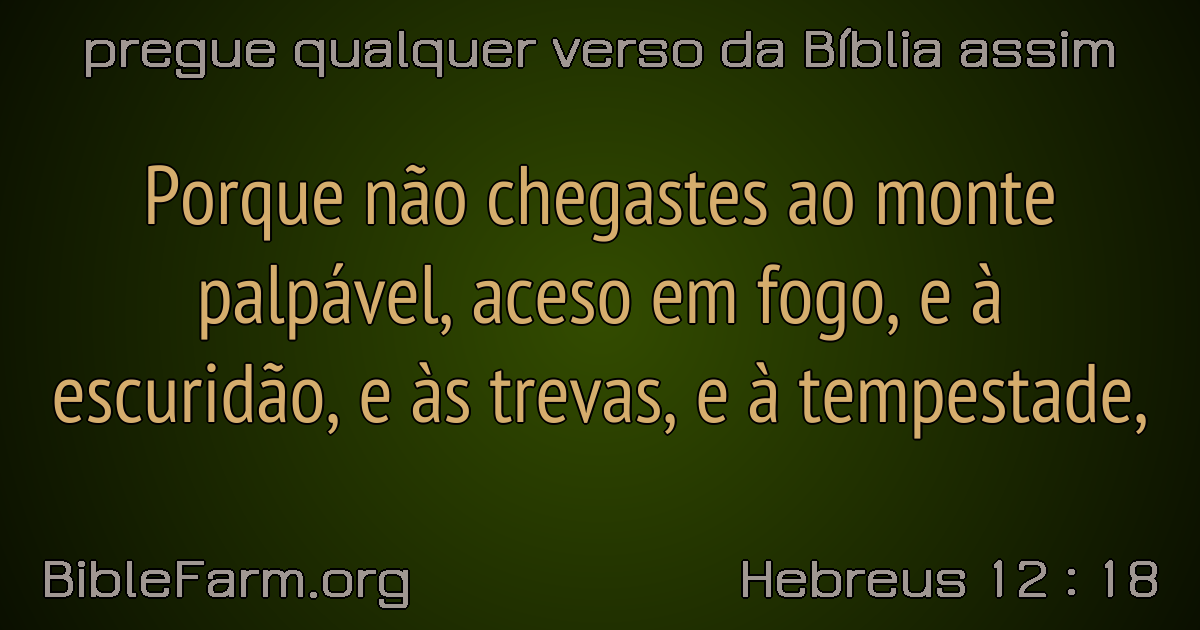 pregue qualquer verso da Bíblia assim
Porque não chegastes ao monte
palpável, aceso em fogo, e à
escuridão, e às trevas, e à tempestade,
BibleFarm.org
Hebreus 12 : 18